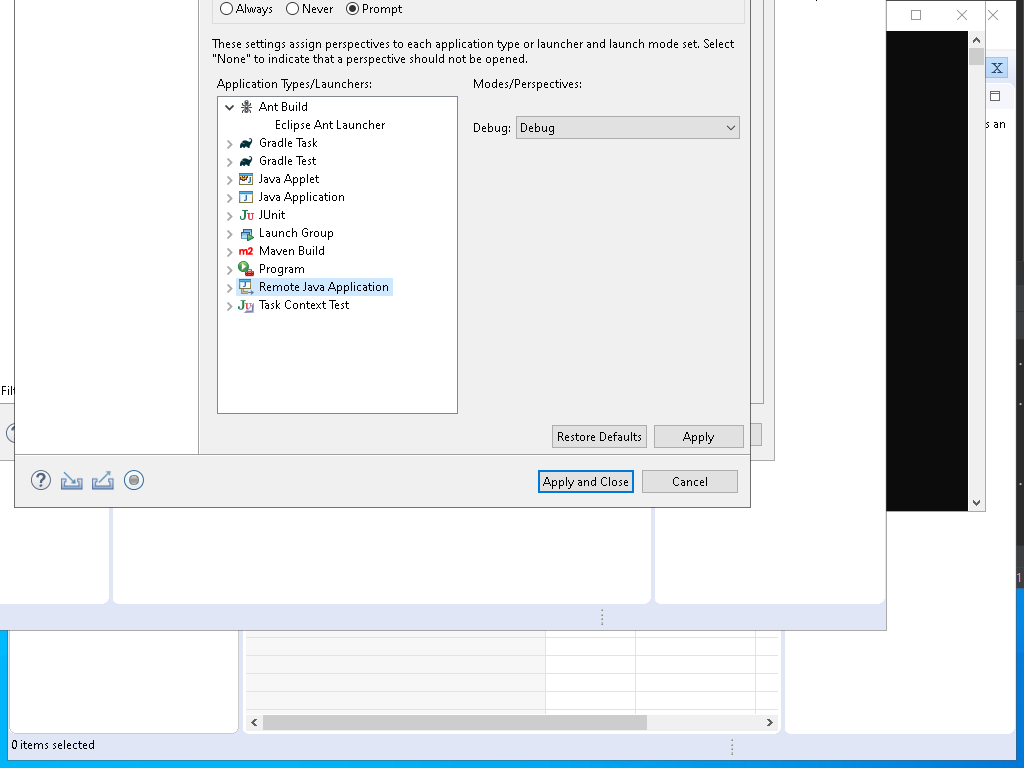 Always Never Prompt
These settings assign perspectives to each application type or launcher and launch mode set. Select
"None" to indicate that a perspective should not be opened.
Application Types/Launchers: Modes/Perspectives:
Ant Build
Eclipse Ant Launcher
Debug: Debug
Gradle Task
Gradle Test
Java Applet
Java Application
JUnit
Launch Group
Maven Build
Program
Remote Java Application
Task Context Test
Restore Defaults Apply
Apply and Close Cancel
0 items selected
X
s an